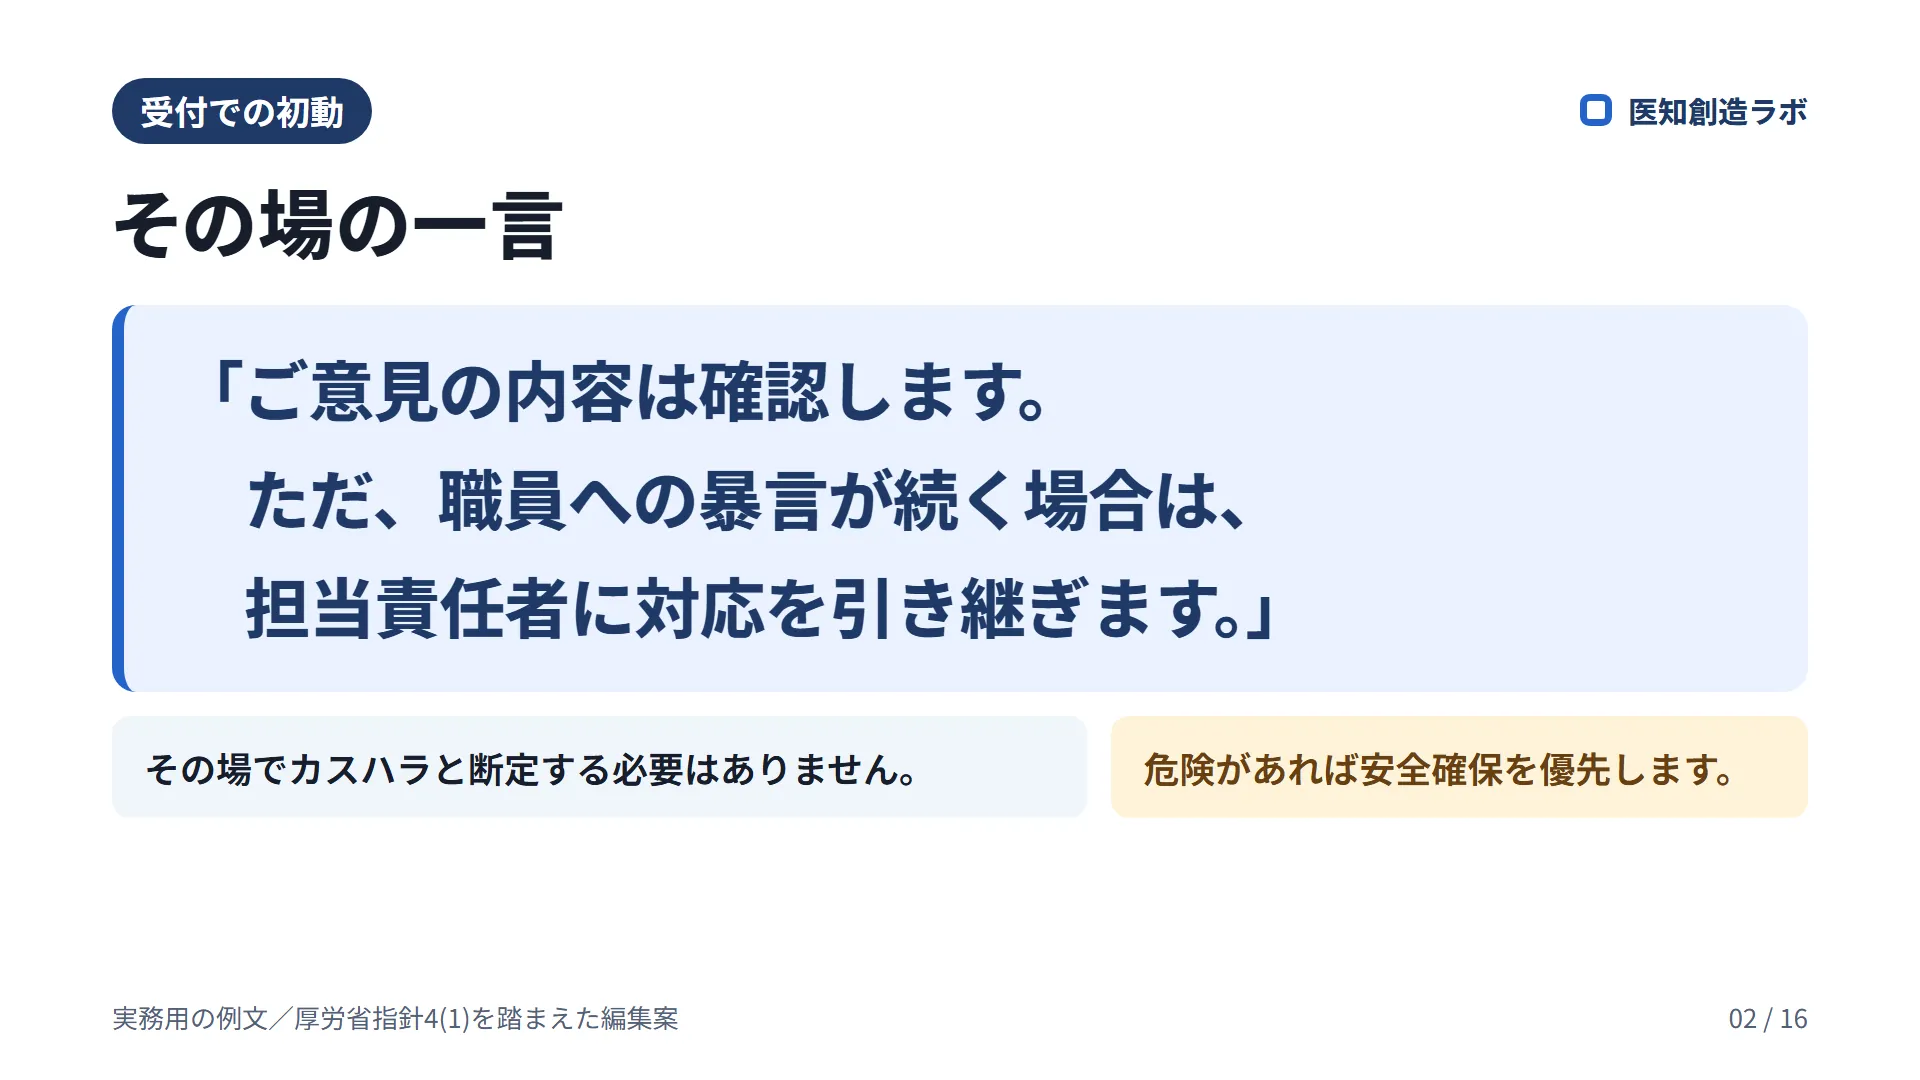 受付での初動
医知創造ラボ
その場の一言
「ご意見の内容は確認します。
ただ、職員への暴言が続く場合は、
担当責任者に対応を引き継ぎます。」
その場でカスハラと断定する必要はありません。
危険があれば安全確保を優先します。
実務用の例文／厚労省指針4(1)を踏まえた編集案
02 / 16